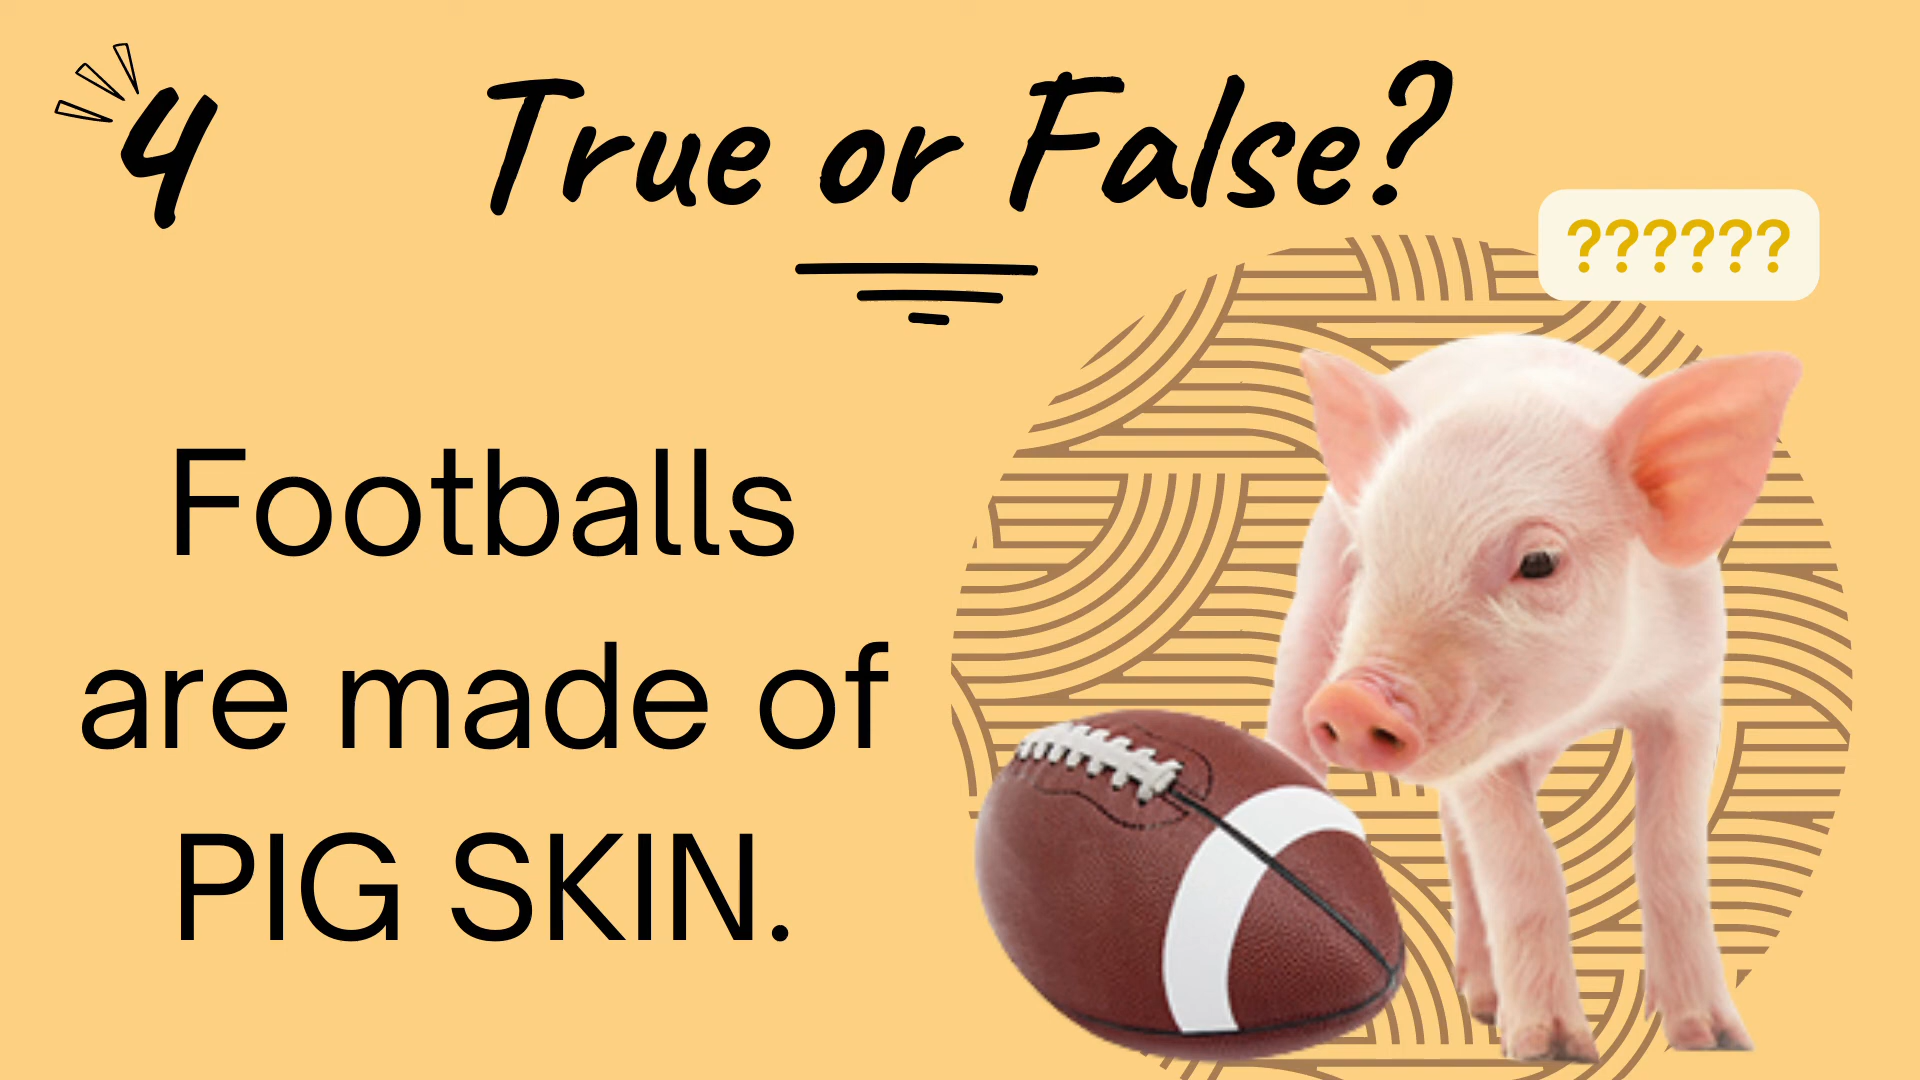 4
True or False?
??????
Footballs
are made of
PIG SKIN.